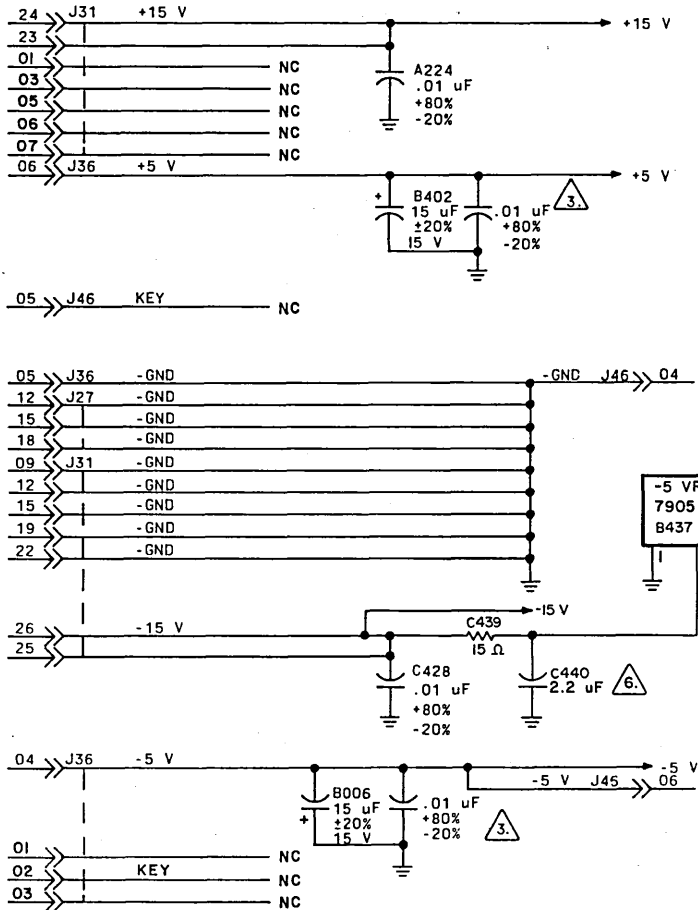 24 J31 +15 V +15 V
23
01 NC
03 NC
05 NC
06 NC
07 NC
A224
.01 uF
+80%
-20%
06 J36 +5 V +5 V
+ B402
15 uF
±20%
15 V
.01 uF
+80%
-20%
3.
05 J46 KEY NC
05 J36 -GND -GND J46 04
12 J27 -GND
15 -GND
18 -GND
09 J31 -GND
12 -GND
15 -GND
19 -GND
22 -GND
-5 VR
7905
B437
1
26 -15 V -15 V
25
C439
15 Ω
C428
.01 uF
+80%
-20%
C440
2.2 uF
6.
04 J36 -5 V -5 V
-5 V J45 06
B006
+ 15 uF
±20%
15 V
.01 uF
+80%
-20%
3.
01 NC
02 KEY NC
03 NC